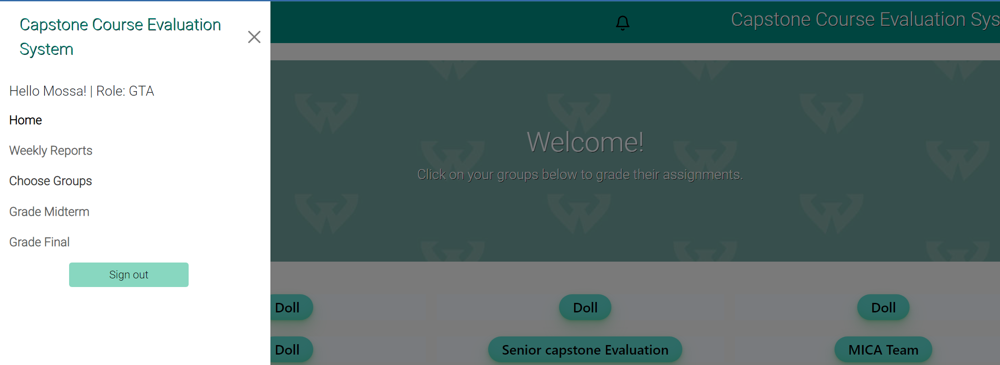 Capstone Course Evaluation
System
Hello Mossa! | Role: GTA
Home
Weekly Reports
Choose Groups
Grade Midterm
Grade Final
Sign out
Capstone Course Evaluation Sys
Welcome!
Click on your groups below to grade their assignments.
Doll
Doll
Doll
Doll
Senior capstone Evaluation
MICA Team